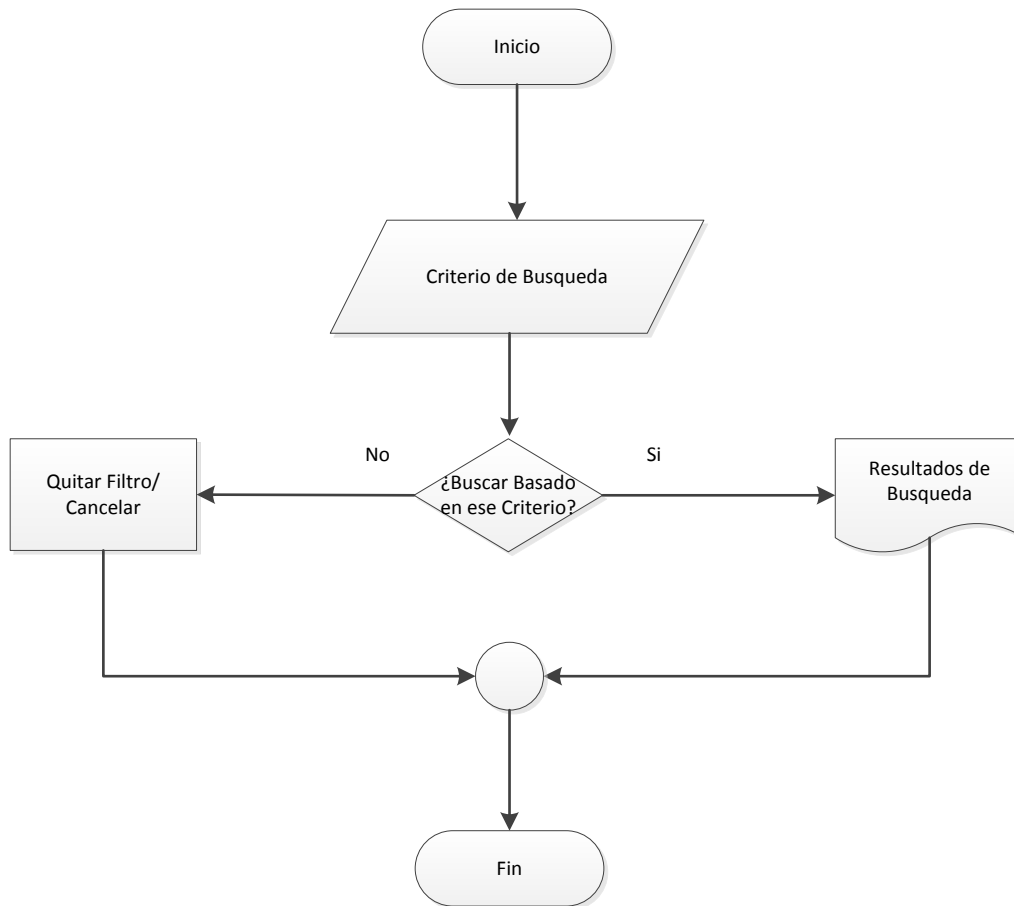 Inicio
Criterio de Busqueda
No
Si
Quitar Filtro/
Cancelar
¿Buscar Basado
en ese Criterio?
Resultados de
Busqueda
Fin